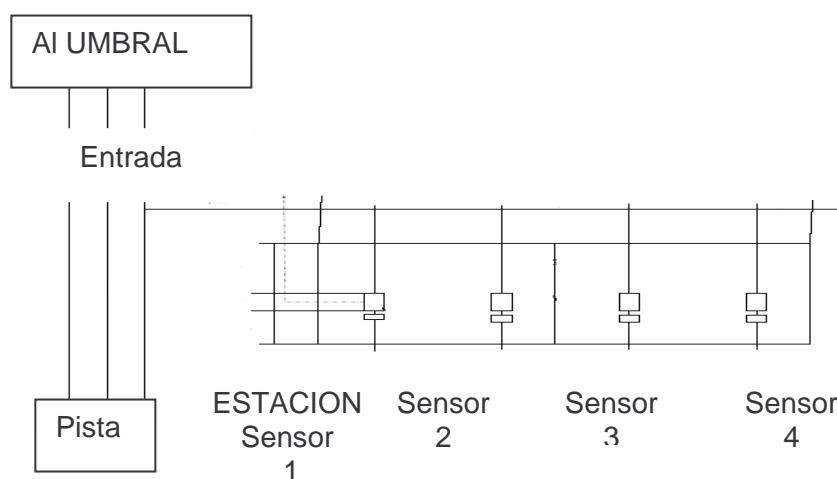 Al UMBRAL
Entrada
Pista
ESTACION
Sensor
1
Sensor
2
Sensor
3
Sensor
4